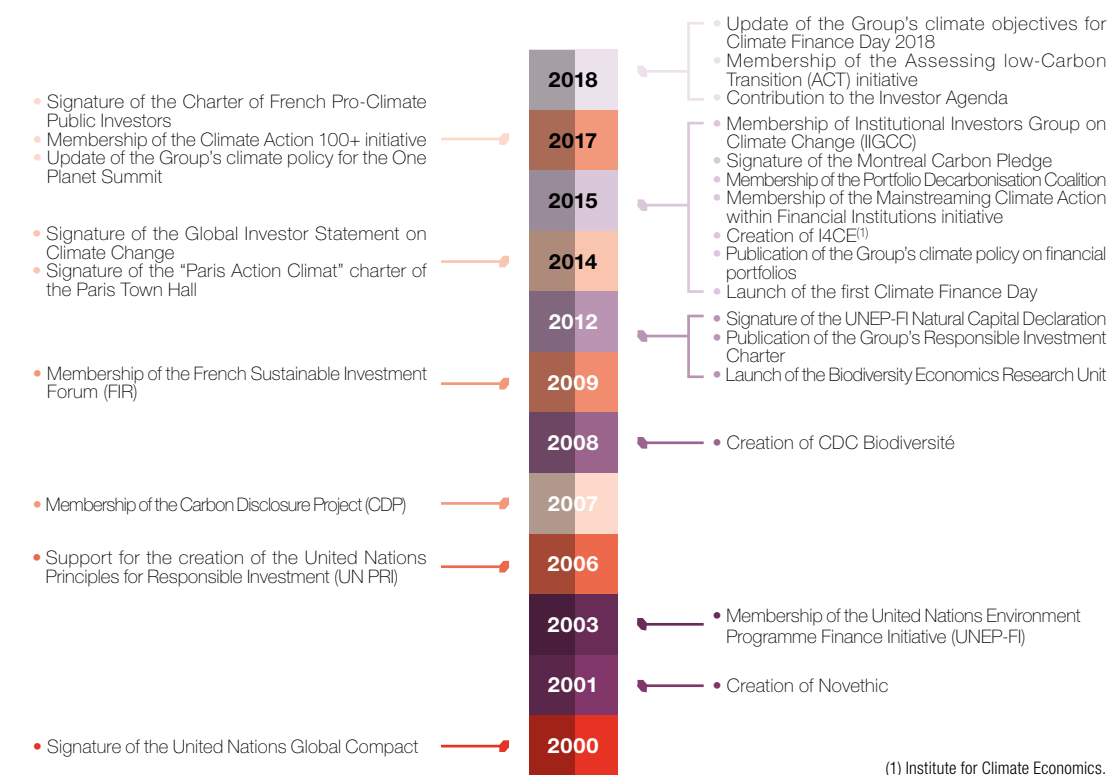 • Update of the Group's climate objectives for
Climate Finance Day 2018
• Membership of the Assessing low-Carbon
Transition (ACT) initiative
• Contribution to the Investor Agenda
2018
• Signature of the Charter of French Pro-Climate
Public Investors
• Membership of the Climate Action 100+ initiative
• Update of the Group's climate policy for the One
Planet Summit
2017
• Membership of Institutional Investors Group on
Climate Change (IIGCC)
• Signature of the Montreal Carbon Pledge
• Membership of the Portfolio Decarbonisation Coalition
• Membership of the Mainstreaming Climate Action
within Financial Institutions initiative
• Creation of I4CE(1)
• Publication of the Group's climate policy on financial
portfolios
• Launch of the first Climate Finance Day
2015
• Signature of the Global Investor Statement on
Climate Change
• Signature of the “Paris Action Climat” charter of
the Paris Town Hall
2014
2012
• Signature of the UNEP-FI Natural Capital Declaration
• Publication of the Group's Responsible Investment
Charter
• Launch of the Biodiversity Economics Research Unit
• Membership of the French Sustainable Investment
Forum (FIR)
2009
2008
• Creation of CDC Biodiversité
• Membership of the Carbon Disclosure Project (CDP)
2007
• Support for the creation of the United Nations
Principles for Responsible Investment (UN PRI)
2006
2003
• Membership of the United Nations Environment
Programme Finance Initiative (UNEP-FI)
2001
• Creation of Novethic
• Signature of the United Nations Global Compact
2000
(1) Institute for Climate Economics.